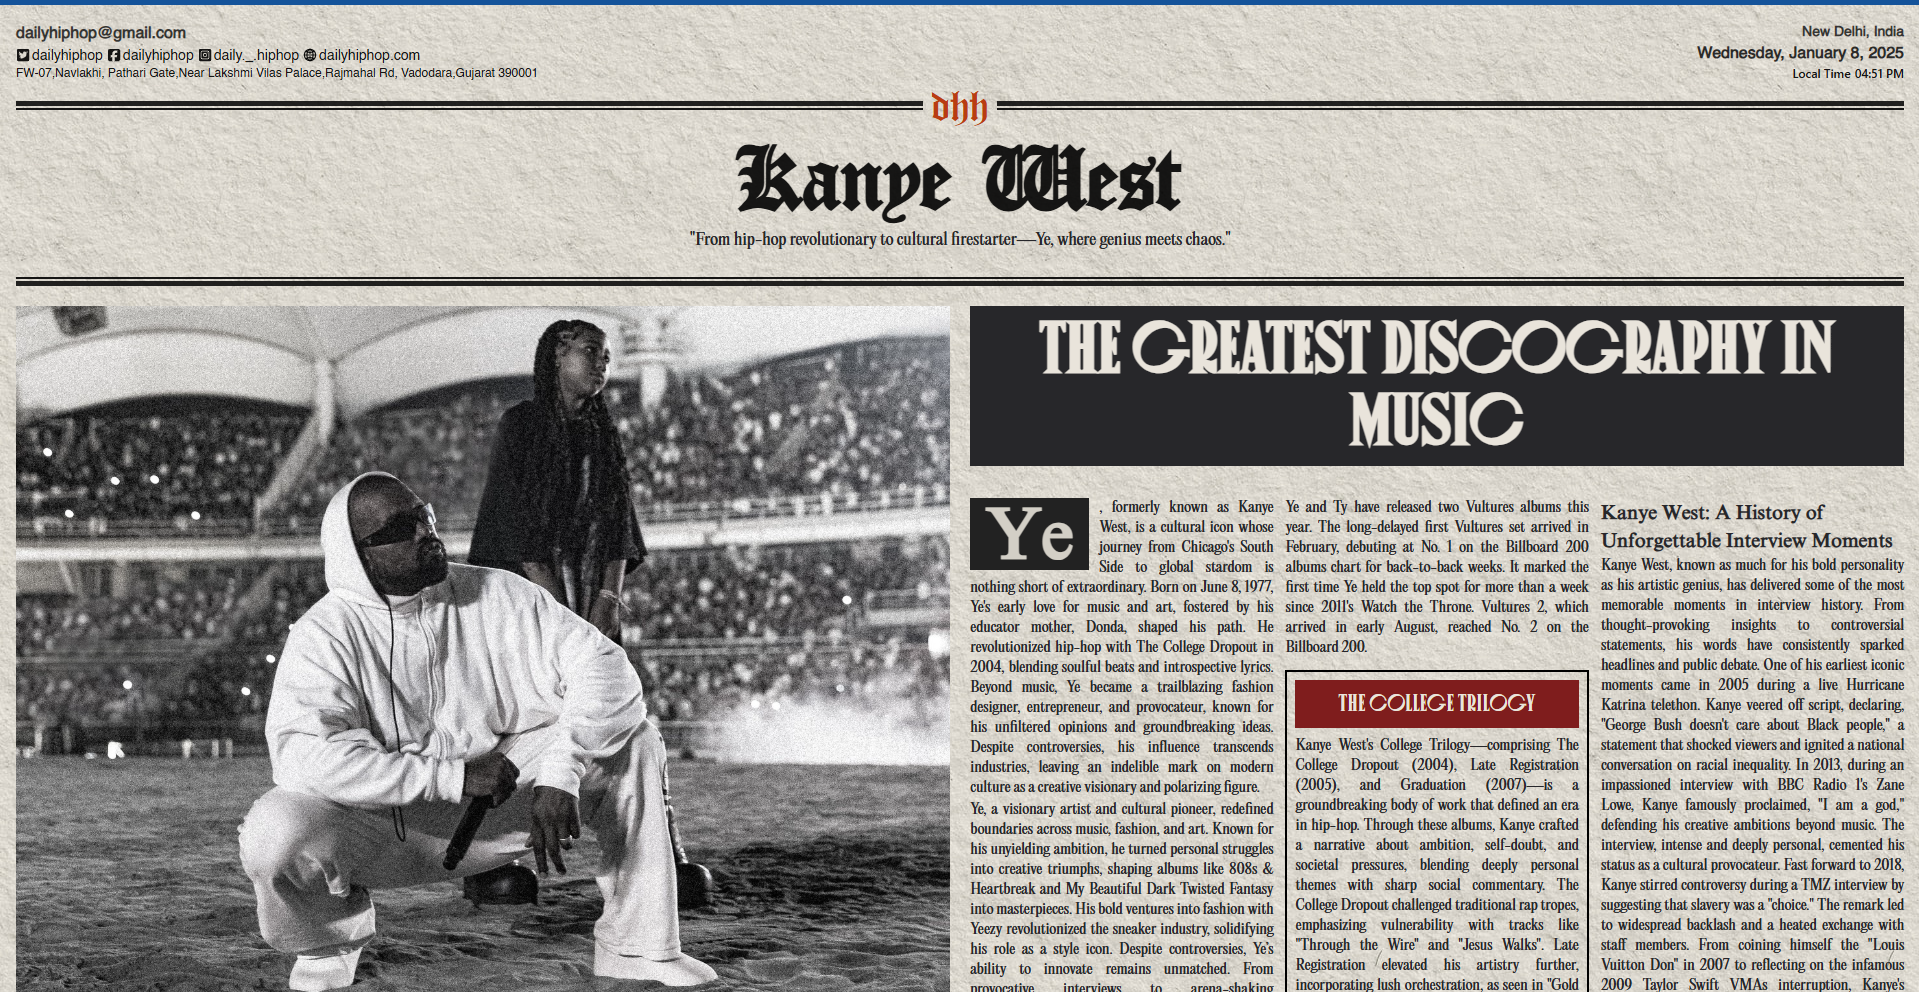 dailyhiphop@gmail.com
dailyhiphop dailyhiphop daily._.hiphop dailyhiphop.com
FW-07,Navlakhi, Pathari Gate,Near Lakshmi Vilas Palace,Rajmahal Rd, Vadodara,Gujarat 390001
New Delhi, India
Wednesday, January 8, 2025
Local Time 04:51 PM
dhh
Kanye West
"From hip-hop revolutionary to cultural firestarter—Ye, where genius meets chaos."
THE GREATEST DISCOGRAPHY IN
MUSIC
Ye
, formerly known as Kanye
West, is a cultural icon whose
journey from Chicago's South
Side to global stardom is
nothing short of extraordinary. Born on June 8, 1977,
Ye's early love for music and art, fostered by his
educator mother, Donda, shaped his path. He
revolutionized hip-hop with The College Dropout in
2004, blending soulful beats and introspective lyrics.
Beyond music, Ye became a trailblazing fashion
designer, entrepreneur, and provocateur, known for
his unfiltered opinions and groundbreaking ideas.
Despite controversies, his influence transcends
industries, leaving an indelible mark on modern
culture as a creative visionary and polarizing figure.
Ye, a visionary artist and cultural pioneer, redefined
boundaries across music, fashion, and art. Known for
his unyielding ambition, he turned personal struggles
into creative triumphs, shaping albums like 808s &
Heartbreak and My Beautiful Dark Twisted Fantasy
into masterpieces. His bold ventures into fashion with
Yeezy revolutionized the sneaker industry, solidifying
his role as a style icon. Despite controversies, Ye's
ability to innovate remains unmatched. From
provocative interviews to arena-shaking
Ye and Ty have released two Vultures albums this
year. The long-delayed first Vultures set arrived in
February, debuting at No. 1 on the Billboard 200
albums chart for back-to-back weeks. It marked the
first time Ye held the top spot for more than a week
since 2011's Watch the Throne. Vultures 2, which
arrived in early August, reached No. 2 on the
Billboard 200.
THE COLLEGE TRILOGY
Kanye West's College Trilogy—comprising The
College Dropout (2004), Late Registration
(2005), and Graduation (2007)—is a
groundbreaking body of work that defined an era
in hip-hop. Through these albums, Kanye crafted
a narrative about ambition, self-doubt, and
societal pressures, blending deeply personal
themes with sharp social commentary. The
College Dropout challenged traditional rap tropes,
emphasizing vulnerability with tracks like
"Through the Wire" and "Jesus Walks". Late
Registration elevated his artistry further,
incorporating lush orchestration, as seen in "Gold
Kanye West: A History of
Unforgettable Interview Moments
Kanye West, known as much for his bold personality
as his artistic genius, has delivered some of the most
memorable moments in interview history. From
thought-provoking insights to controversial
statements, his words have consistently sparked
headlines and public debate. One of his earliest iconic
moments came in 2005 during a live Hurricane
Katrina telethon. Kanye veered off script, declaring,
"George Bush doesn't care about Black people," a
statement that shocked viewers and ignited a national
conversation on racial inequality. In 2013, during an
impassioned interview with BBC Radio 1's Zane
Lowe, Kanye famously proclaimed, "I am a god,"
defending his creative ambitions beyond music. The
interview, intense and deeply personal, cemented his
status as a cultural provocateur. Fast forward to 2018,
Kanye stirred controversy during a TMZ interview by
suggesting that slavery was a "choice." The remark led
to widespread backlash and a heated exchange with
staff members. From coining himself the "Louis
Vuitton Don" in 2007 to reflecting on the infamous
2009 Taylor Swift VMAs interruption, Kanye's